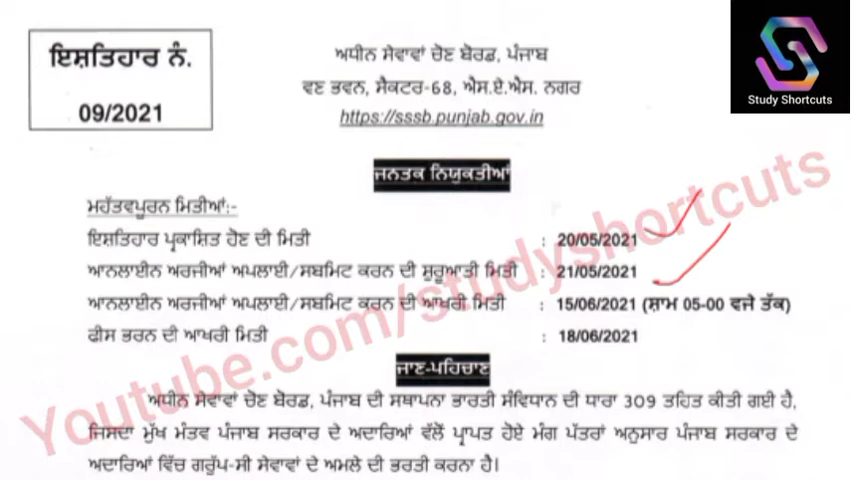 ਇਸ਼ਤਿਹਾਰ ਨੰ.
09/2021
ਅਧੀਨ ਸੇਵਾਵਾਂ ਚੋਣ ਬੋਰਡ, ਪੰਜਾਬ
ਵਣ ਭਵਨ, ਸੈਕਟਰ-68, ਐਸ.ਏ.ਐਸ. ਨਗਰ
https://sssb.punjab.gov.in
Study Shortcuts
ਜਨਤਕ ਨਿਯੁਕਤੀਆਂ
ਮਹੱਤਵਪੂਰਨ ਮਿਤੀਆਂ:-
ਇਸ਼ਤਿਹਾਰ ਪ੍ਰਕਾਸ਼ਿਤ ਹੋਣ ਦੀ ਮਿਤੀ : 20/05/2021
ਆਨਲਾਈਨ ਅਰਜੀਆਂ ਅਪਲਾਈ/ਸਬਮਿਟ ਕਰਨ ਦੀ ਸ਼ੁਰੂਆਤੀ ਮਿਤੀ : 21/05/2021
ਆਨਲਾਈਨ ਅਰਜੀਆਂ ਅਪਲਾਈ/ਸਬਮਿਟ ਕਰਨ ਦੀ ਆਖਰੀ ਮਿਤੀ : 15/06/2021 (ਸ਼ਾਮ 05-00 ਵਜੇ ਤੱਕ)
ਫੀਸ ਭਰਨ ਦੀ ਆਖਰੀ ਮਿਤੀ : 18/06/2021
ਜਾਣ-ਪਹਿਚਾਣ
ਅਧੀਨ ਸੇਵਾਵਾਂ ਚੋਣ ਬੋਰਡ, ਪੰਜਾਬ ਦੀ ਸਥਾਪਨਾ ਭਾਰਤੀ ਸੰਵਿਧਾਨ ਦੀ ਧਾਰਾ 309 ਤਹਿਤ ਕੀਤੀ ਗਈ ਹੈ,
ਜਿਸਦਾ ਮੁੱਖ ਮੰਤਵ ਪੰਜਾਬ ਸਰਕਾਰ ਦੇ ਅਦਾਰਿਆਂ ਵੱਲੋਂ ਪ੍ਰਾਪਤ ਹੋਏ ਮੰਗ ਪੱਤਰਾਂ ਅਨੁਸਾਰ ਪੰਜਾਬ ਸਰਕਾਰ ਦੇ
ਅਦਾਰਿਆਂ ਵਿੱਚ ਗਰੁੱਪ-ਸੀ ਸੇਵਾਵਾਂ ਦੇ ਅਮਲੇ ਦੀ ਭਰਤੀ ਕਰਨਾ ਹੈ।
Youtube.com/studyshortcuts